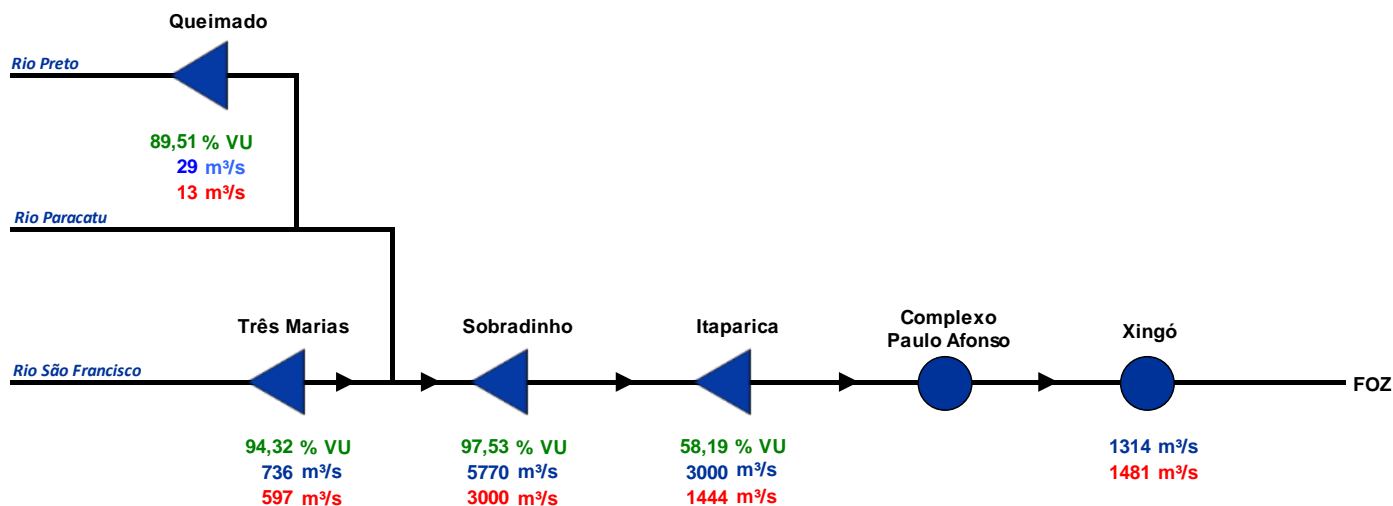 Queimado
Rio Preto
89,51 % VU
29 m³/s
13 m³/s
Rio Paracatu
Três Marias
Sobradinho
Itaparica
Complexo
Paulo Afonso
Xingó
Rio São Francisco
FOZ
94,32 % VU
736 m³/s
597 m³/s
97,53 % VU
5770 m³/s
3000 m³/s
58,19 % VU
3000 m³/s
1444 m³/s
1314 m³/s
1481 m³/s